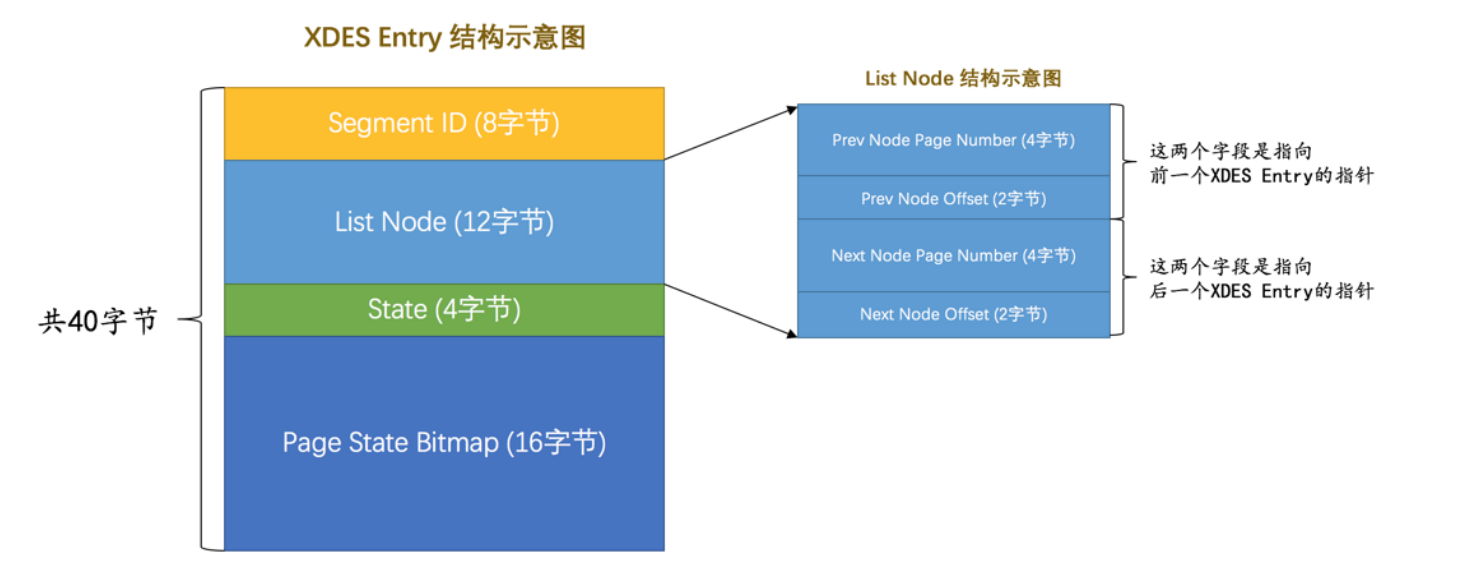 XDES Entry 结构示意图
Segment ID (8字节)
List Node (12字节)
State (4字节)
Page State Bitmap (16字节)
共40字节
List Node 结构示意图
Prev Node Page Number (4字节)
Prev Node Offset (2字节)
Next Node Page Number (4字节)
Next Node Offset (2字节)
这两个字段是指向
前一个XDES Entry的指针
这两个字段是指向
后一个XDES Entry的指针